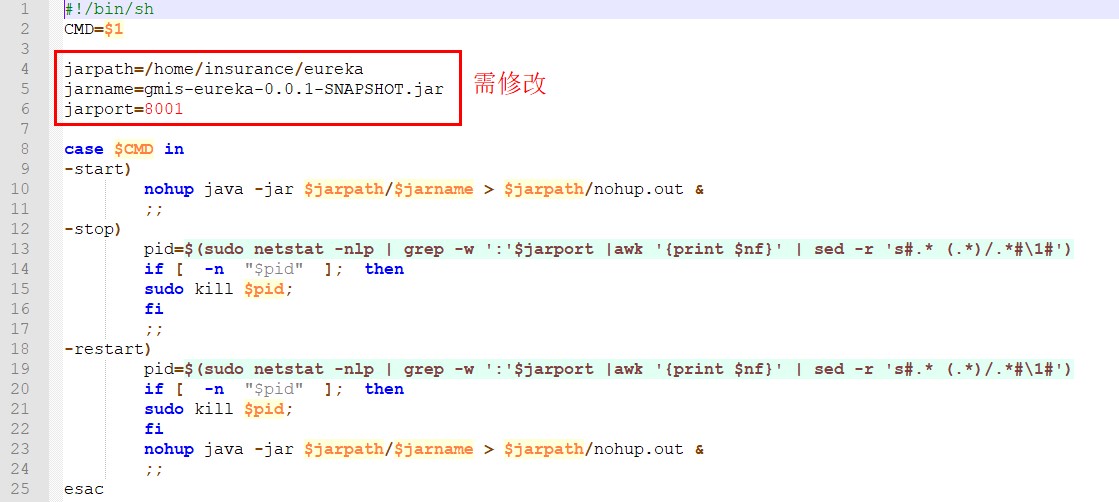 1 #!/bin/sh
2 CMD=$1
3
4 jarpath=/home/insurance/eureka
5 jarname=gmis-eureka-0.0.1-SNAPSHOT.jar 需修改
6 jarport=8001
7
8 case $CMD in
9 -start)
10 nohup java -jar $jarpath/$jarname > $jarpath/nohup.out &
11 ;;
12 -stop)
13 pid=$(sudo netstat -nlp | grep -w ':'$jarport |awk '{print $nf}' | sed -r 's#.* (.*)/.*#\1#')
14 if [  -n  "$pid"  ];  then
15 sudo kill $pid;
16 fi
17 ;;
18 -restart)
19 pid=$(sudo netstat -nlp | grep -w ':'$jarport |awk '{print $nf}' | sed -r 's#.* (.*)/.*#\1#')
20 if [  -n  "$pid"  ];  then
21 sudo kill $pid;
22 fi
23 nohup java -jar $jarpath/$jarname > $jarpath/nohup.out &
24 ;;
25 esac